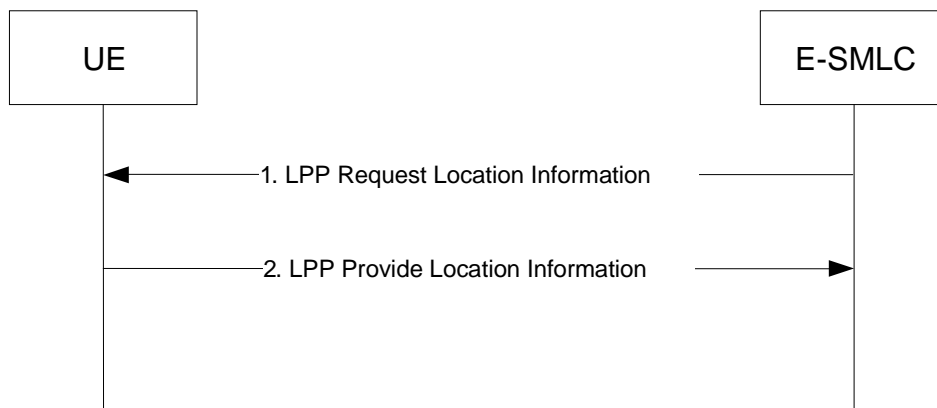 UE
E-SMLC
1. LPP Request Location Information
2. LPP Provide Location Information